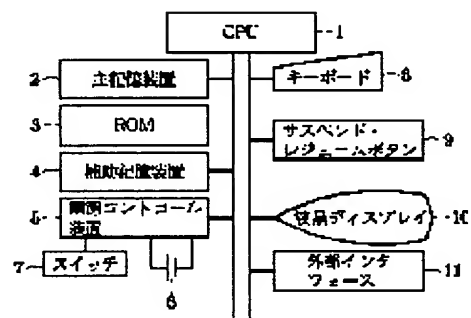 CPU
1
2
主記憶装置
キーボード
8
3
ROM
サスペンド・
レジュームボタン
9
4
補助記憶装置
5
電源コントロール
装置
液晶ディスプレイ
10
7
スイッチ
6
外部インタ
フェース
11